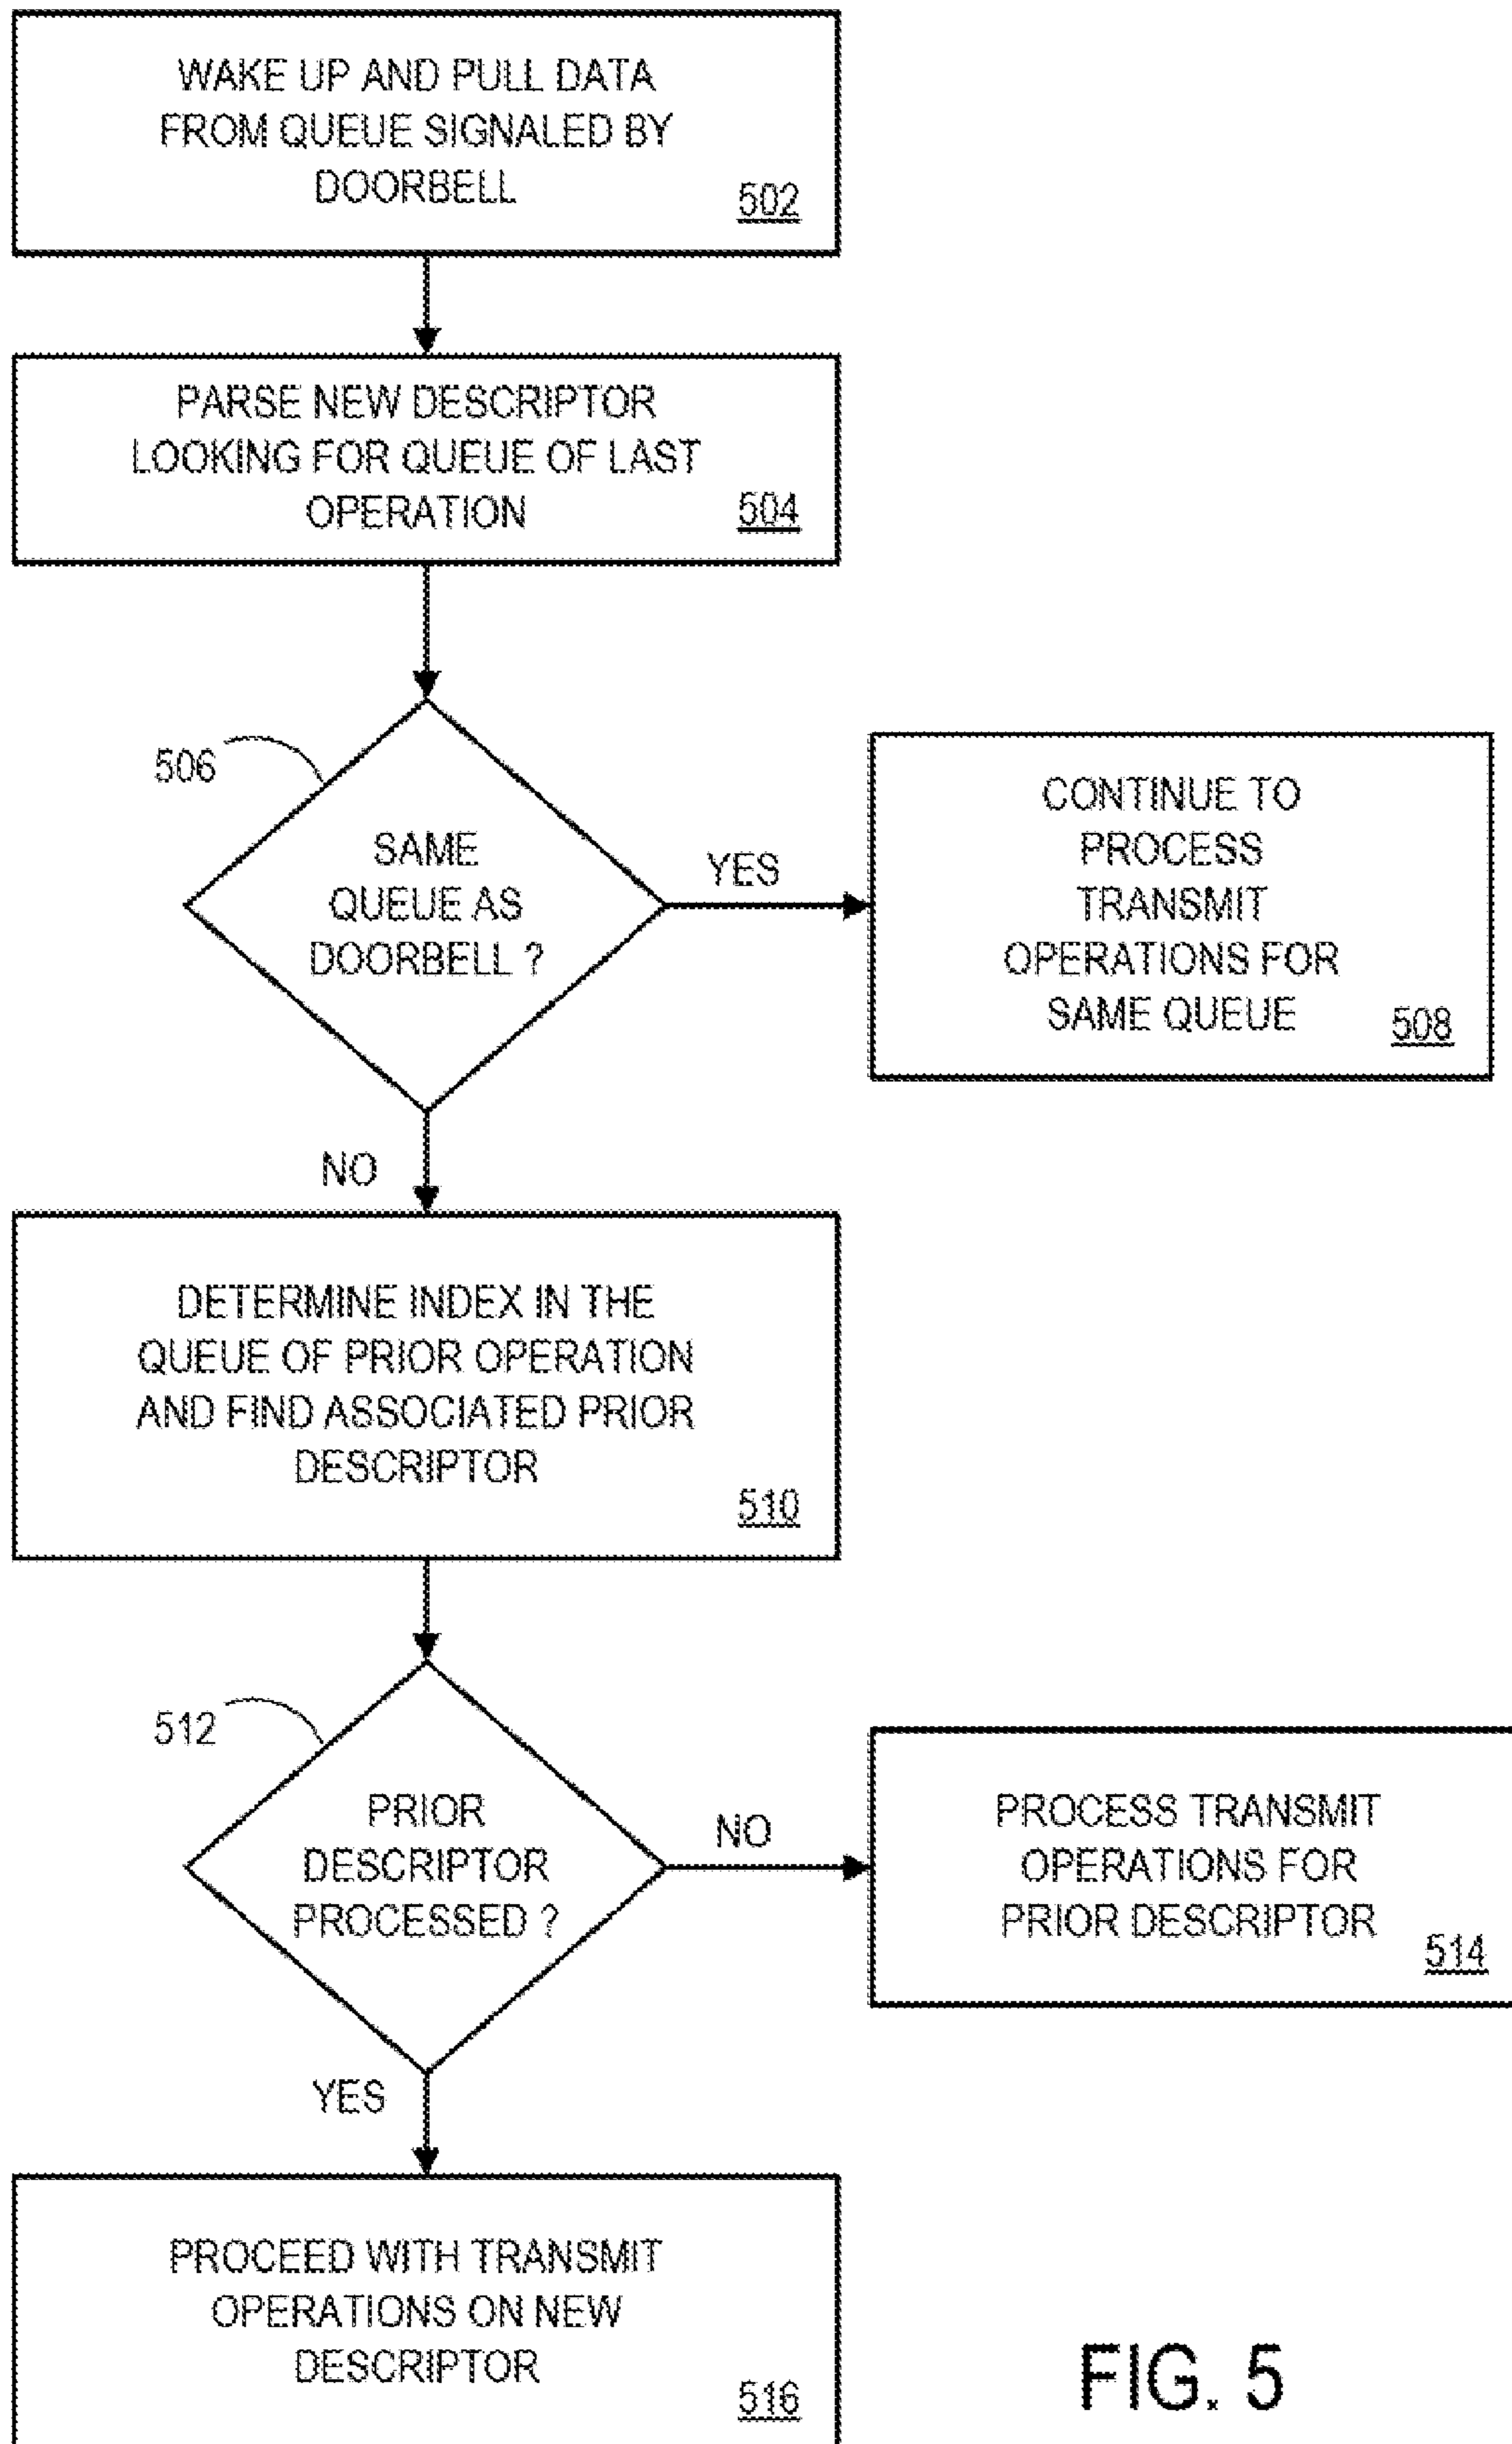 WAKE UP AND PULL DATA
FROM QUEUE SIGNALED BY
DOORBELL
502
PARSE NEW DESCRIPTOR
LOOKING FOR QUEUE OF LAST
OPERATION
504
506
SAME
QUEUE AS
DOORBELL ?
YES
CONTINUE TO
PROCESS
TRANSMIT
OPERATIONS FOR
SAME QUEUE
508
NO
DETERMINE INDEX IN THE
QUEUE OF PRIOR OPERATION
AND FIND ASSOCIATED PRIOR
DESCRIPTOR
510
512
PRIOR
DESCRIPTOR
PROCESSED ?
NO
PROCESS TRANSMIT
OPERATIONS FOR
PRIOR DESCRIPTOR
514
YES
PROCEED WITH TRANSMIT
OPERATIONS ON NEW
DESCRIPTOR
516
FIG. 5